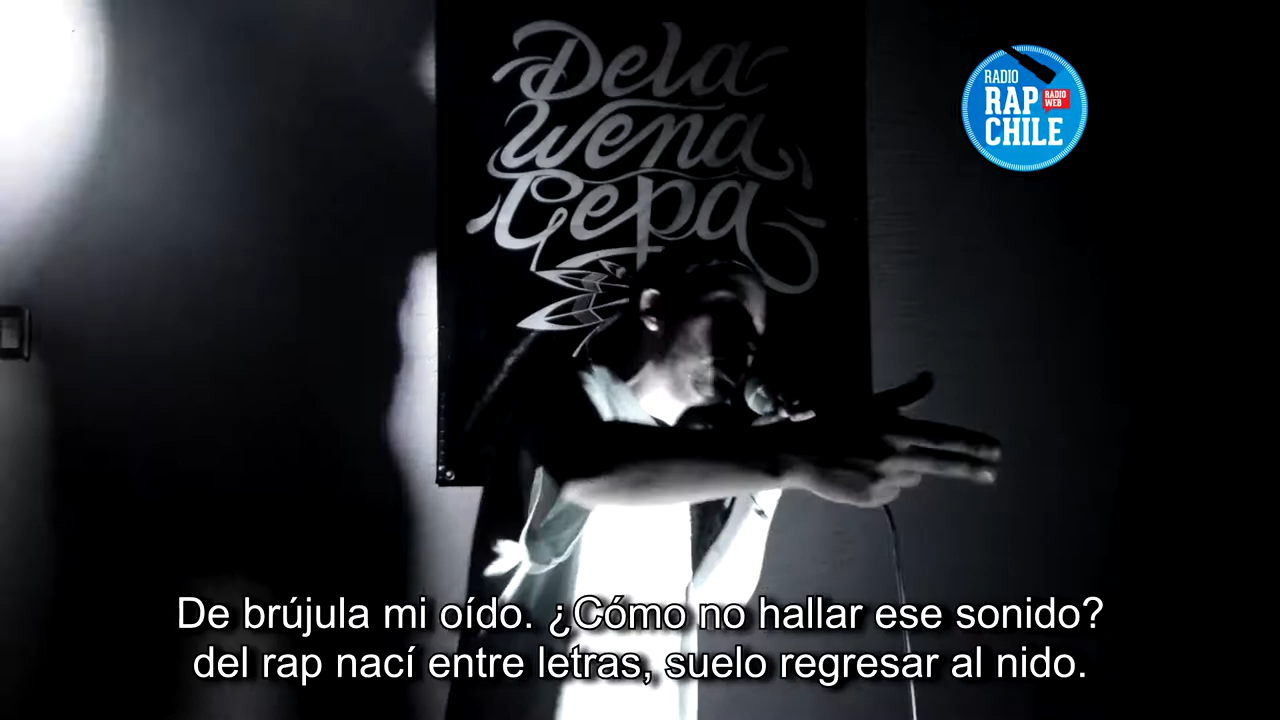 Dela
Wena
Cepa
RADIO
RAP
RADIO
WEB
CHILE
De brújula mi oído. ¿Cómo no hallar ese sonido?
del rap nací entre letras, suelo regresar al nido.